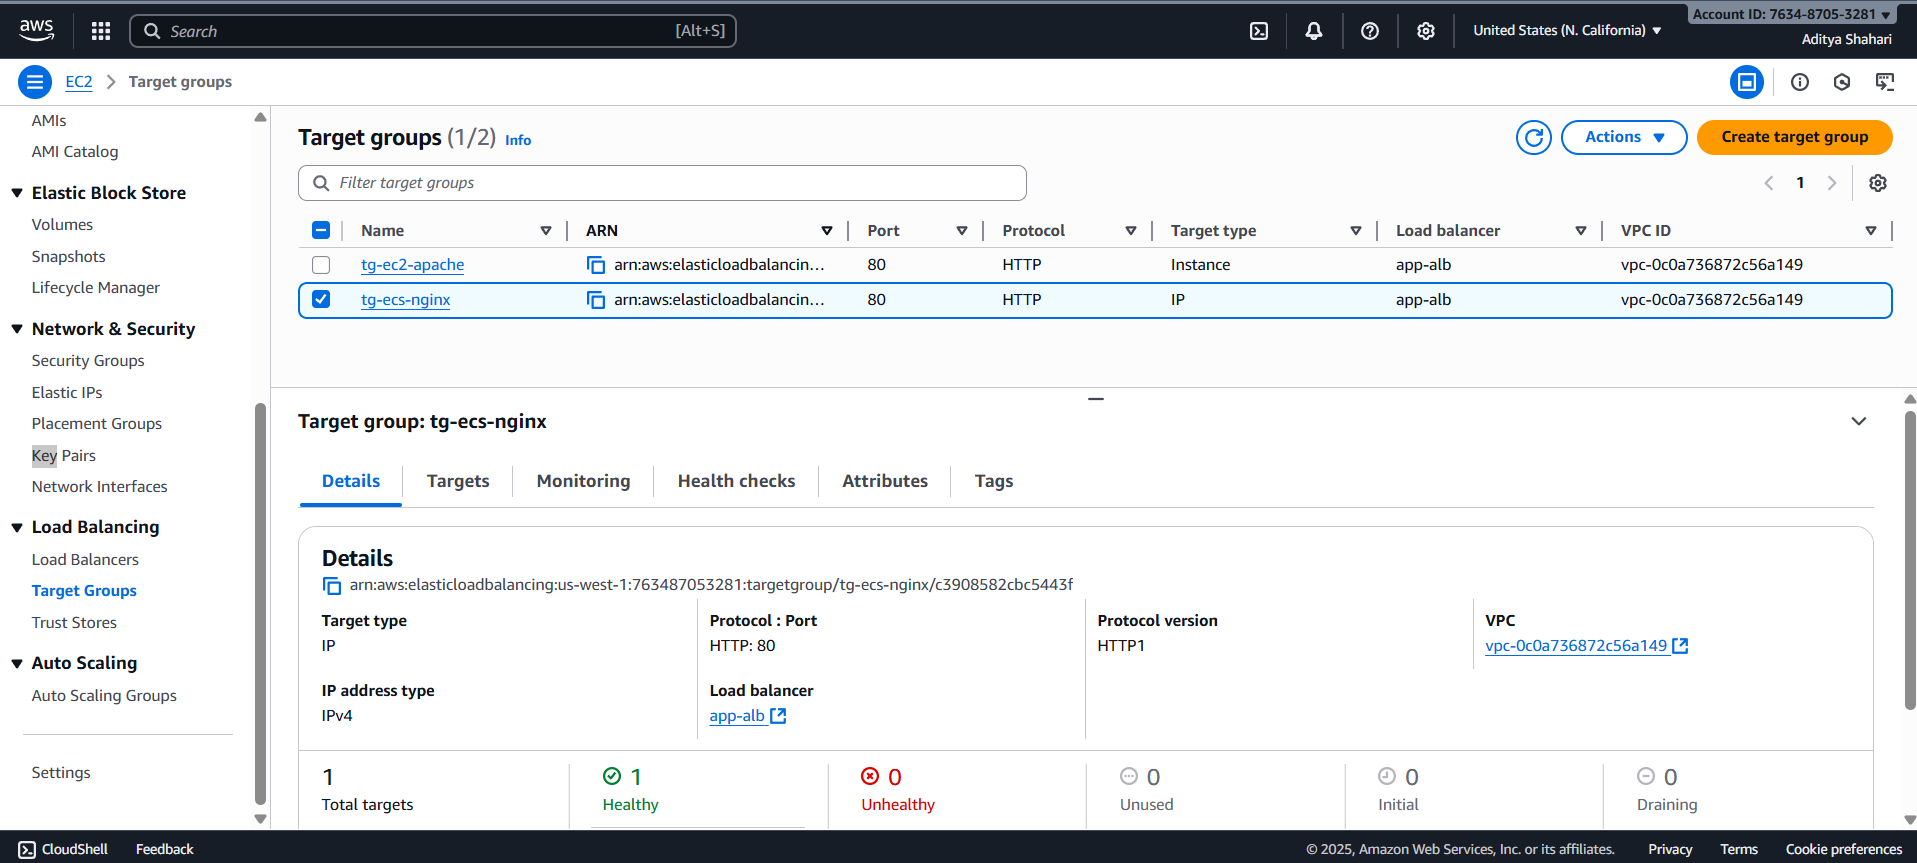 aws
Search [Alt+S]
United States (N. California)
Account ID: 7634-8705-3281
Aditya Shahari
EC2 Target groups
AMIs
AMI Catalog
Elastic Block Store
Volumes
Snapshots
Lifecycle Manager
Network & Security
Security Groups
Elastic IPs
Placement Groups
Key Pairs
Network Interfaces
Load Balancing
Load Balancers
Target Groups
Trust Stores
Auto Scaling
Auto Scaling Groups
Settings
Target groups (1/2) Info
Actions
Create target group
Filter target groups
1
Name ARN Port Protocol Target type Load balancer VPC ID
tg-ec2-apache arn:aws:elasticloadbalancin... 80 HTTP Instance app-alb vpc-0c0a736872c56a149
tg-ecs-nginx arn:aws:elasticloadbalancin... 80 HTTP IP app-alb vpc-0c0a736872c56a149
Target group: tg-ecs-nginx
Details Targets Monitoring Health checks Attributes Tags
Details
arn:aws:elasticloadbalancing:us-west-1:763487053281:targetgroup/tg-ecs-nginx/c3908582cbc5443f
Target type
IP
Protocol : Port
HTTP: 80
Protocol version
HTTP1
VPC
vpc-0c0a736872c56a149
IP address type
IPv4
Load balancer
app-alb
1
Total targets
1
Healthy
0
Unhealthy
0
Unused
0
Initial
0
Draining
CloudShell Feedback © 2025, Amazon Web Services, Inc. or its affiliates. Privacy Terms Cookie preferences